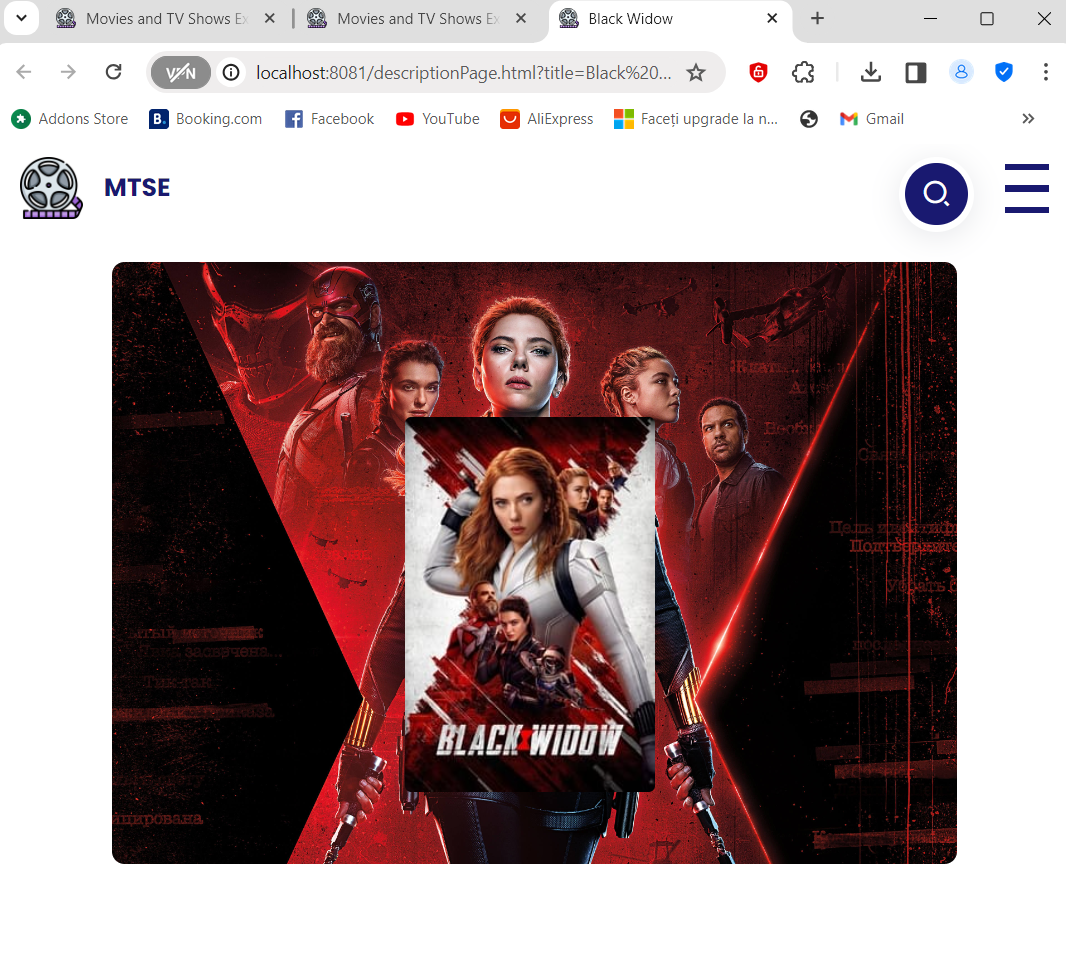 Movies and TV Shows Ex
Movies and TV Shows Ex
Black Widow
VPN
localhost:8081/descriptionPage.html?title=Black%20...
Addons Store
B.
Booking.com
Facebook
YouTube
AliExpress
Faceți upgrade la n...
Gmail
MTSE
BLACK WIDOW